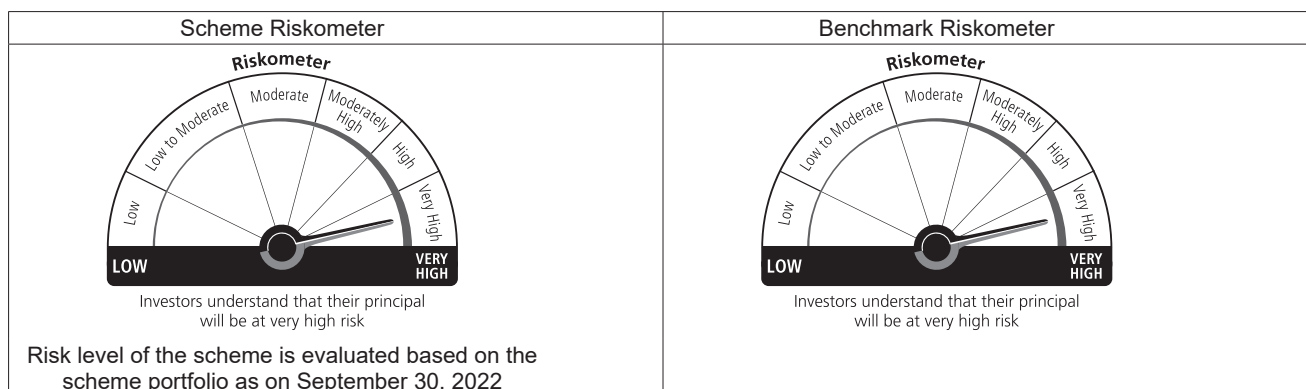 Scheme Riskometer
Riskometer
Low
Low to Moderate
Moderate
Moderately
High
High
Very High
LOW
VERY
HIGH
Investors understand that their principal
will be at very high risk
Risk level of the scheme is evaluated based on the
scheme portfolio as on September 30, 2022
Benchmark Riskometer
Riskometer
Low
Low to Moderate
Moderate
Moderately
High
High
Very High
LOW
VERY
HIGH
Investors understand that their principal
will be at very high risk